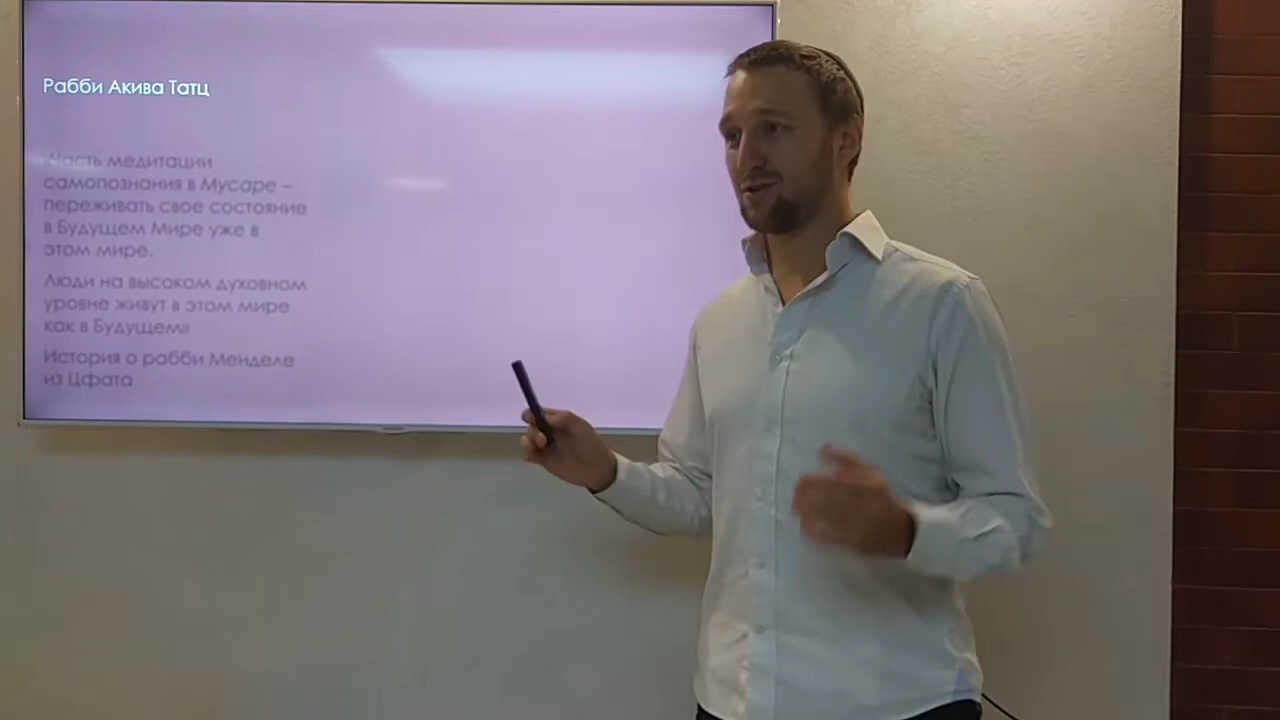 Рабби Акива Татц
«Часть медитации
самопознания в Мусаре –
переживать свое состояние
в Будущем Мире уже в
этом мире.
Люди на высоком духовном
уровне живут в этом мире
как в Будущем»
История о рабби Менделе
из Цфата